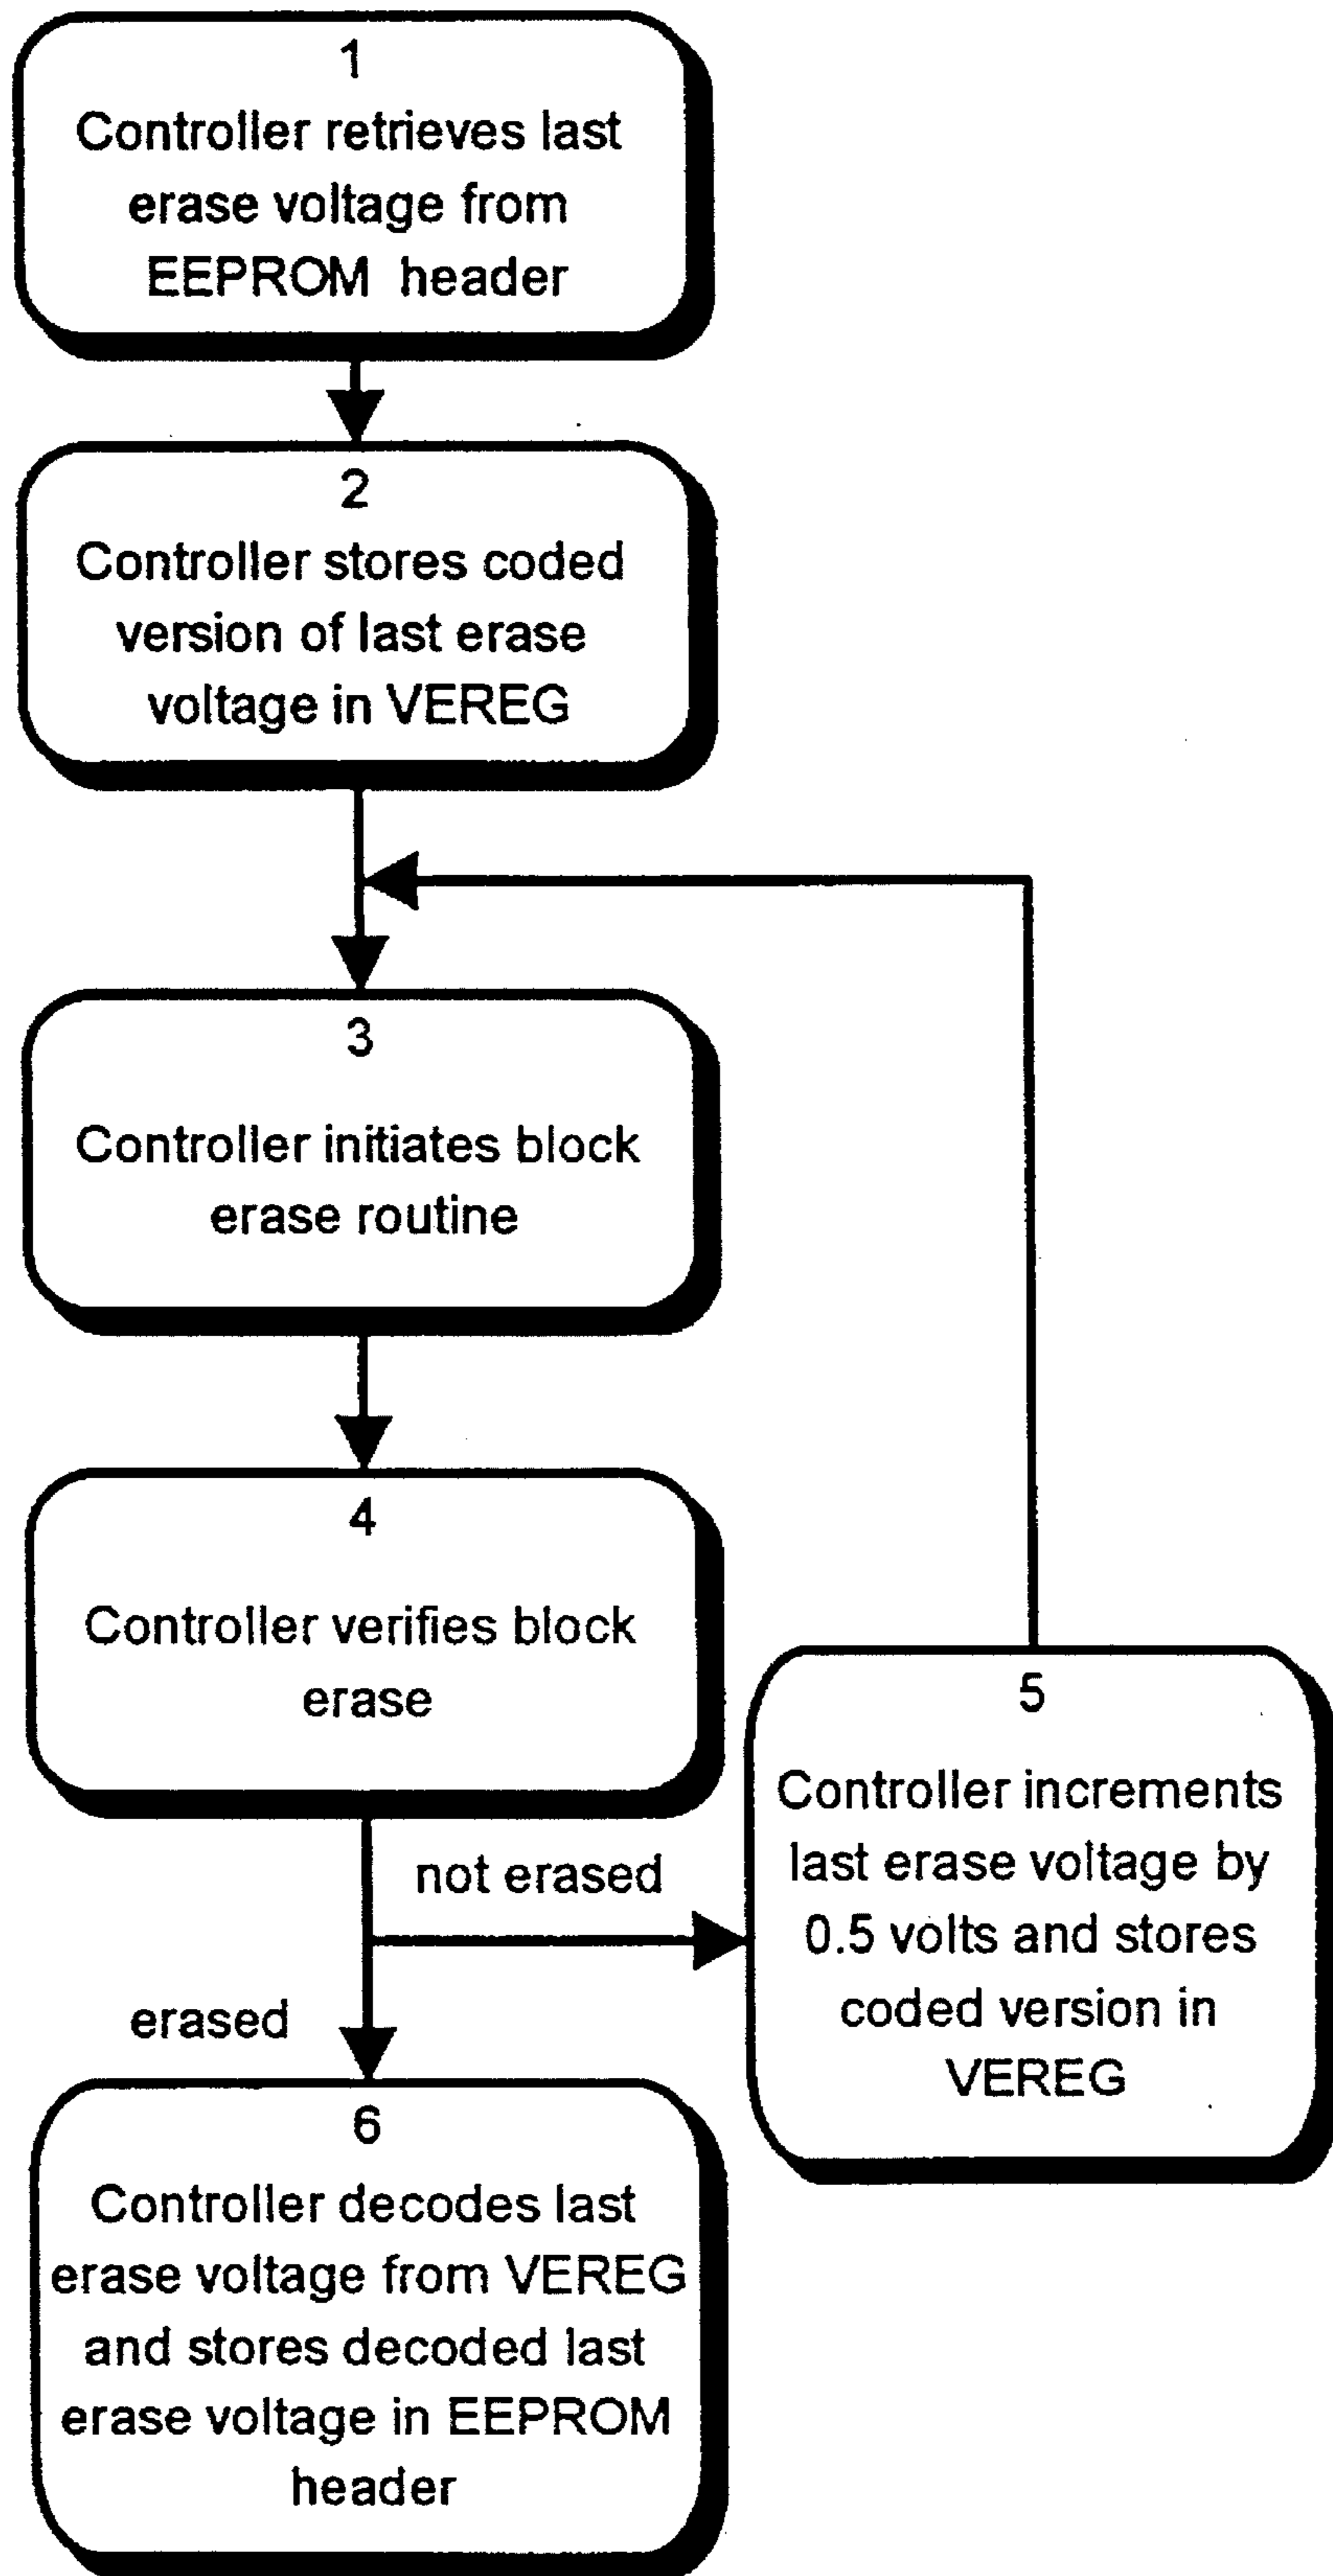 1
Controller retrieves last
erase voltage from
EEPROM header
2
Controller stores coded
version of last erase
voltage in VEREG
3
Controller initiates block
erase routine
4
Controller verifies block
erase
not erased
erased
5
Controller increments
last erase voltage by
0.5 volts and stores
coded version in
VEREG
6
Controller decodes last
erase voltage from VEREG
and stores decoded last
erase voltage in EEPROM
header